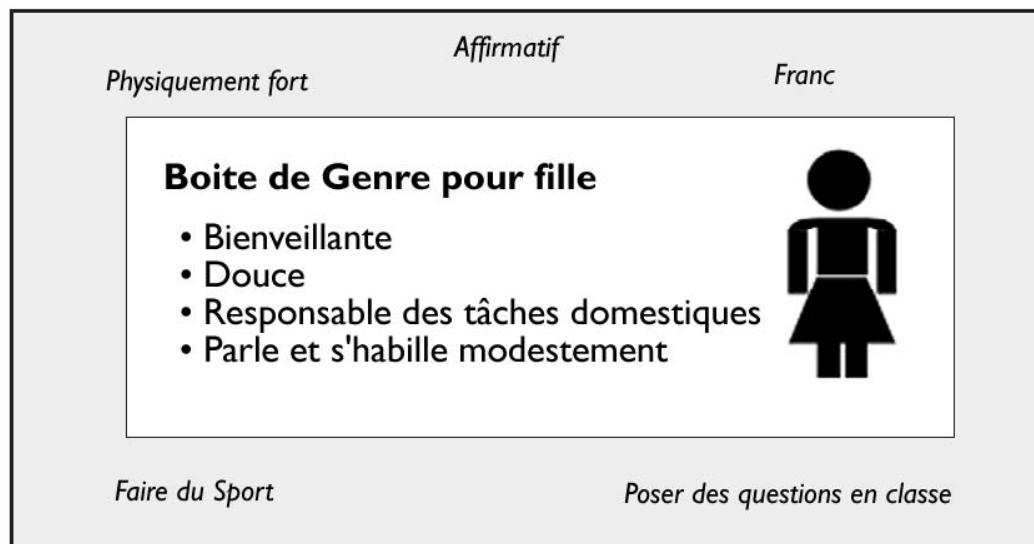 Affirmatif
Physiquement fort
Franc
Boite de Genre pour fille
• Bienveillante
• Douce
• Responsable des tâches domestiques
• Parle et s'habille modestement
Faire du Sport
Poser des questions en classe